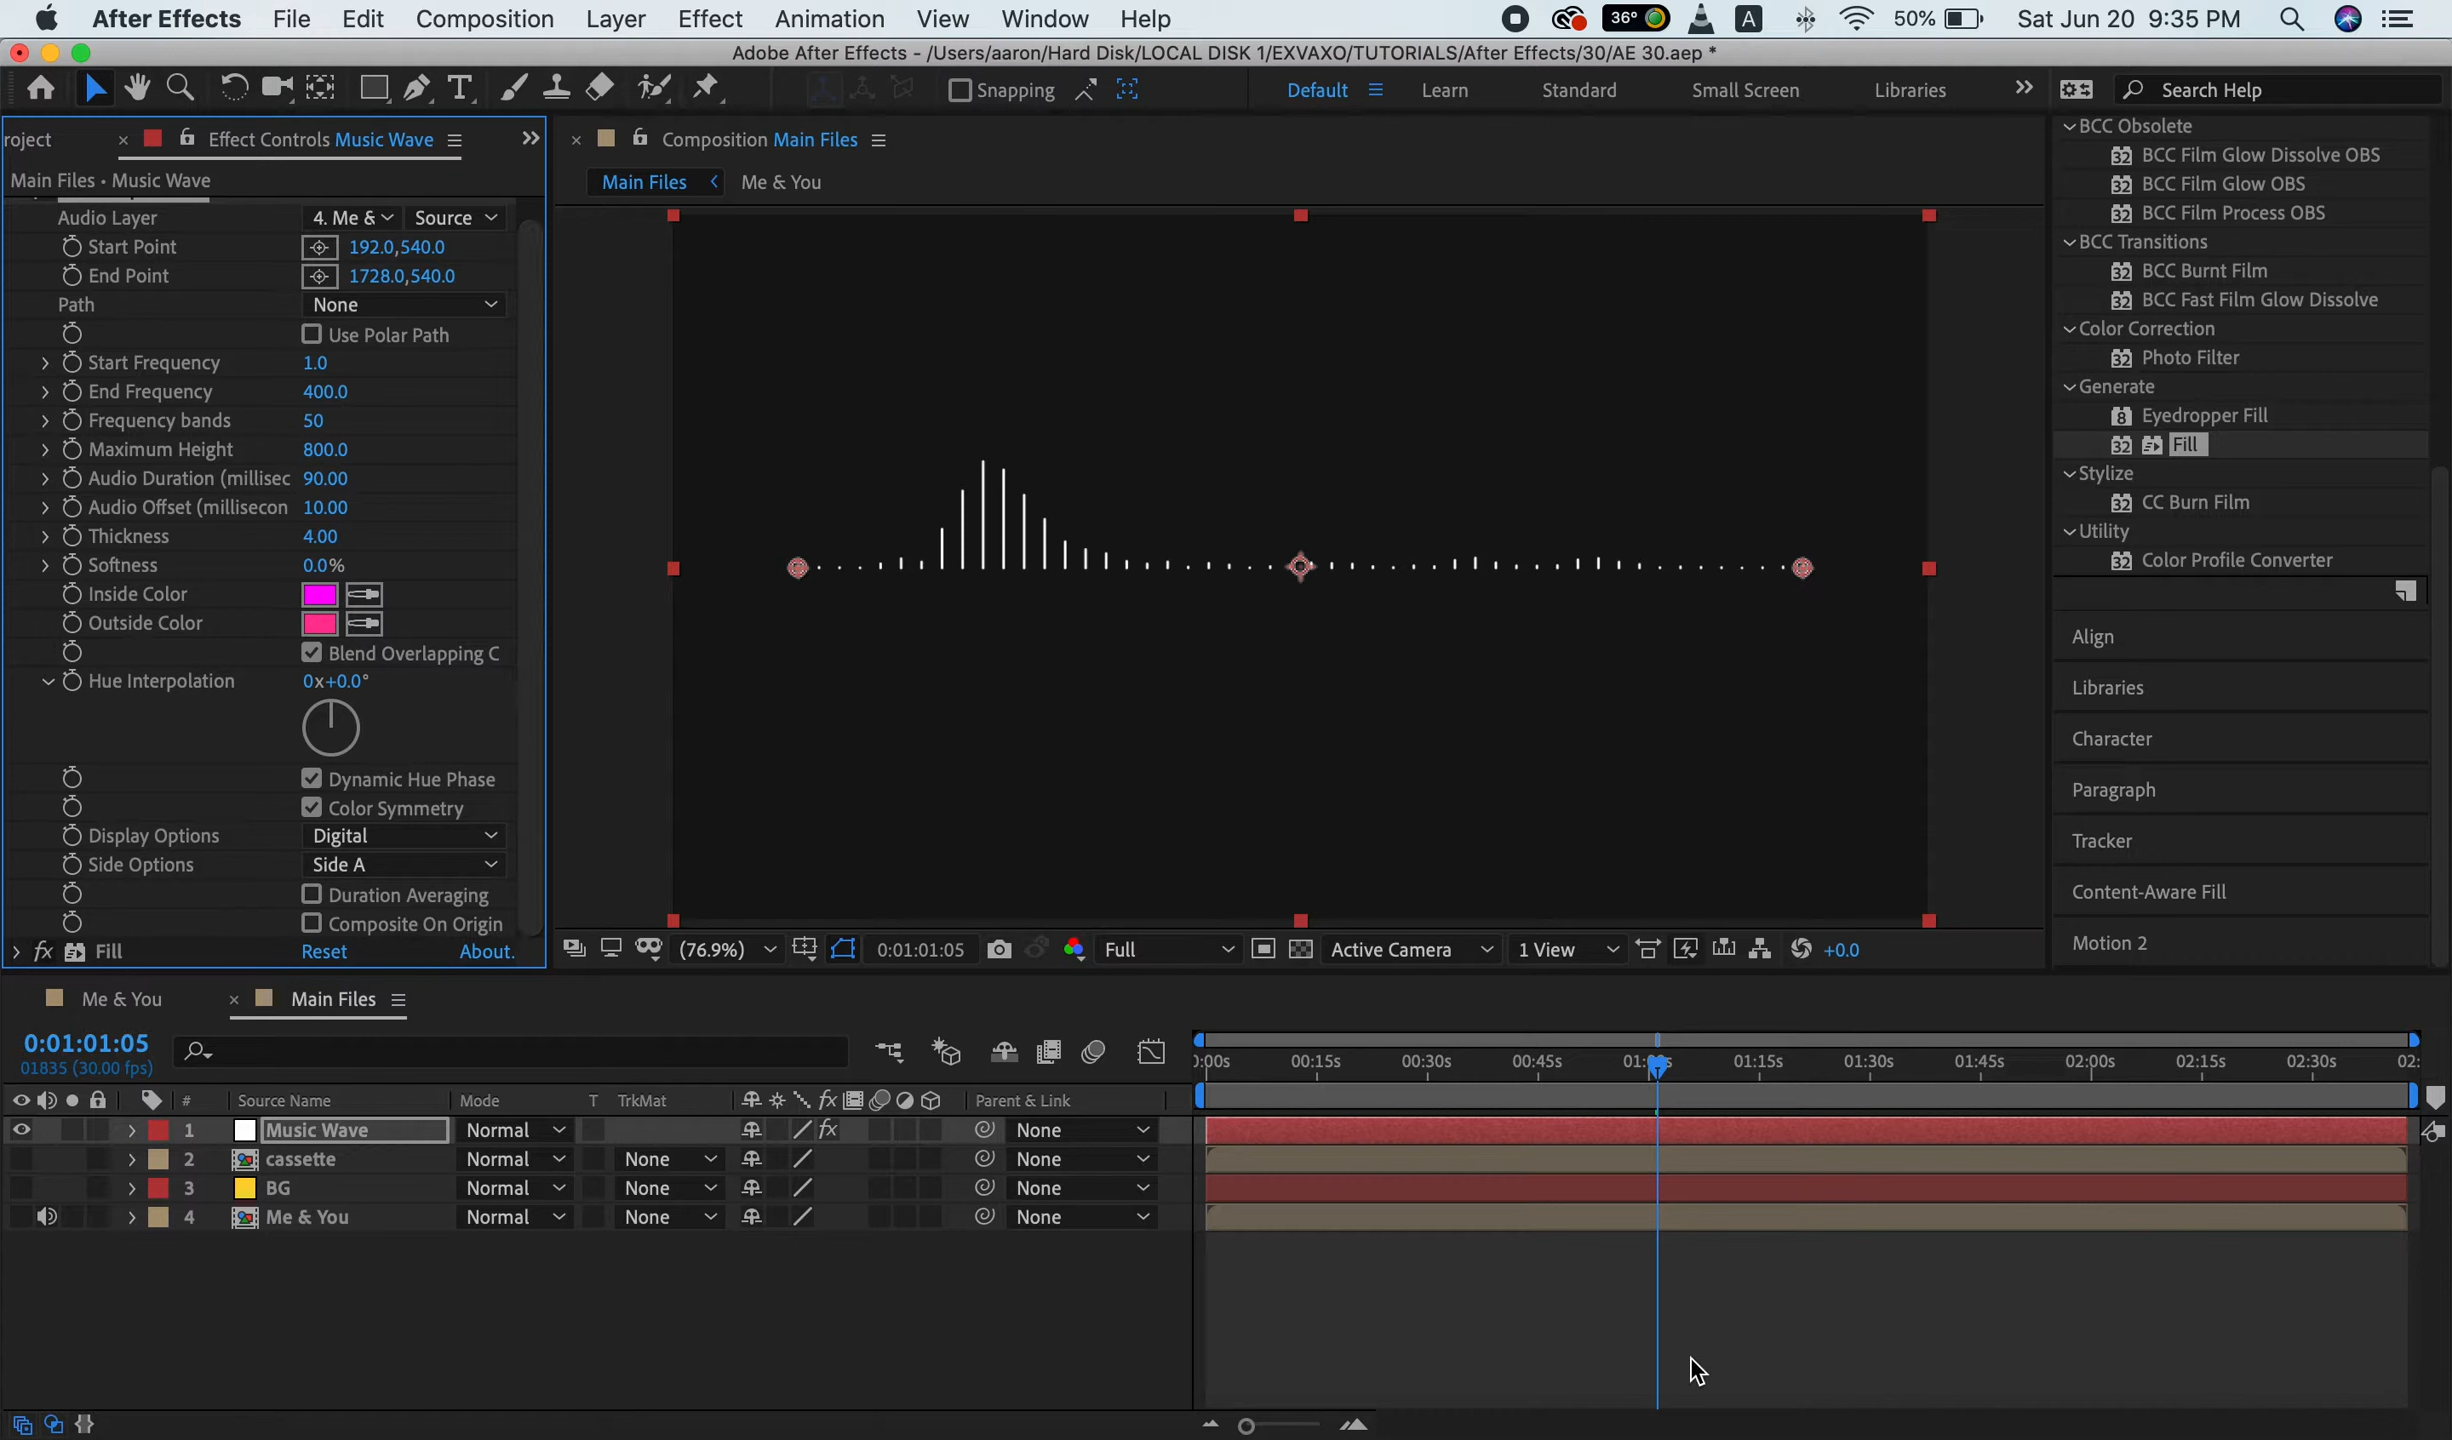 After Effects File Edit Composition Layer Effect Animation View Window Help 36° A 50% Sat Jun 20 9:35 PM
Adobe After Effects - /Users/aaron/Hard Disk/LOCAL DISK 1/EXVAXO/TUTORIALS/After Effects/30/AE 30.aep *
Snapping Default Learn Standard Small Screen Libraries Search Help
roject Effect Controls Music Wave
Main Files • Music Wave
Audio Layer 4. Me & Source
Start Point 192.0,540.0
End Point 1728.0,540.0
Path None
Use Polar Path
Start Frequency 1.0
End Frequency 400.0
Frequency bands 50
Maximum Height 800.0
Audio Duration (millisec 90.00
Audio Offset (millisecon 10.00
Thickness 4.00
Softness 0.0%
Inside Color
Outside Color
Blend Overlapping C
Hue Interpolation 0x+0.0°
Dynamic Hue Phase
Color Symmetry
Display Options Digital
Side Options Side A
Duration Averaging
Composite On Origin
fx Fill Reset About.
Composition Main Files
Main Files Me & You
(76.9%) 0:01:01:05 Full Active Camera 1 View +0.0
BCC Obsolete
32 BCC Film Glow Dissolve OBS
32 BCC Film Glow OBS
32 BCC Film Process OBS
BCC Transitions
32 BCC Burnt Film
32 BCC Fast Film Glow Dissolve
Color Correction
32 Photo Filter
Generate
8 Eyedropper Fill
32 Fill
Stylize
32 CC Burn Film
Utility
32 Color Profile Converter
Align
Libraries
Character
Paragraph
Tracker
Content-Aware Fill
Motion 2
Me & You Main Files
0:01:01:05
01835 (30.00 fps)
):00s 00:15s 00:30s 00:45s 01:15s 01:30s 01:45s 02:00s 02:15s 02:30s 02:
# Source Name Mode T TrkMat fx Parent & Link
1 Music Wave Normal fx None
2 cassette Normal None None
3 BG Normal None None
4 Me & You Normal None None